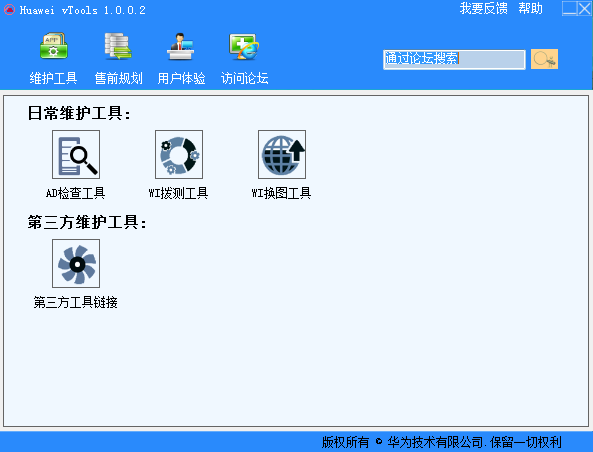 Huawei vTools 1.0.0.2
我要反馈 帮助
维护工具 售前规划 用户体验 访问论坛
通过论坛搜索
日常维护工具：
AD检查工具 WI拨测工具 WI换图工具
第三方维护工具：
第三方工具链接
版权所有 © 华为技术有限公司.保留一切权利